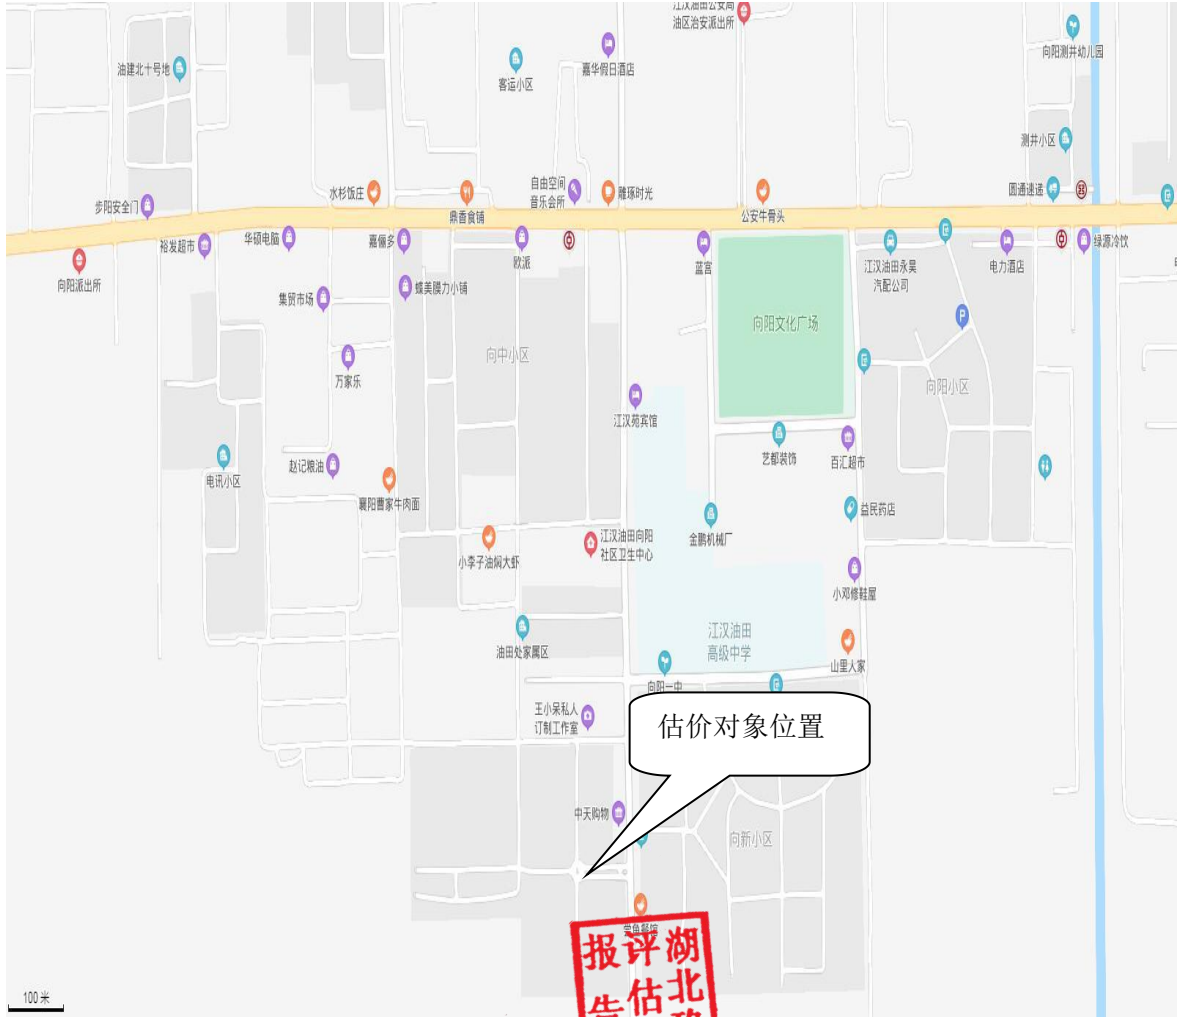 江汉油田公安局
油区治安派出所
向阳测井幼儿园
嘉华假日酒店
油建北十号地
客运小区
测井小区
圆通速递
水杉饭庄
自由空间
音乐会所
雕琢时光
步阳安全门
鼎香食铺
公安牛骨头
裕发超市
华硕电脑
嘉俪多
欧派
蓝宫
江汉油田永昊
汽配公司
电力酒店
绿源冷饮
向阳派出所
集贸市场
蝶美膜力小铺
向阳文化广场
P
向中小区
万家乐
向阳小区
江汉苑宾馆
艺都装饰
百汇超市
赵记粮油
电讯小区
襄阳曹家牛肉面
益民药店
金鹏机械厂
江汉油田向阳
社区卫生中心
小李子油焖大虾
小邓修鞋屋
江汉油田
高级中学
油田处家属区
山里人家
向阳一中
王小呆私人
订制工作室
估价对象位置
中天购物
向新小区
报评湖
告估北
100米